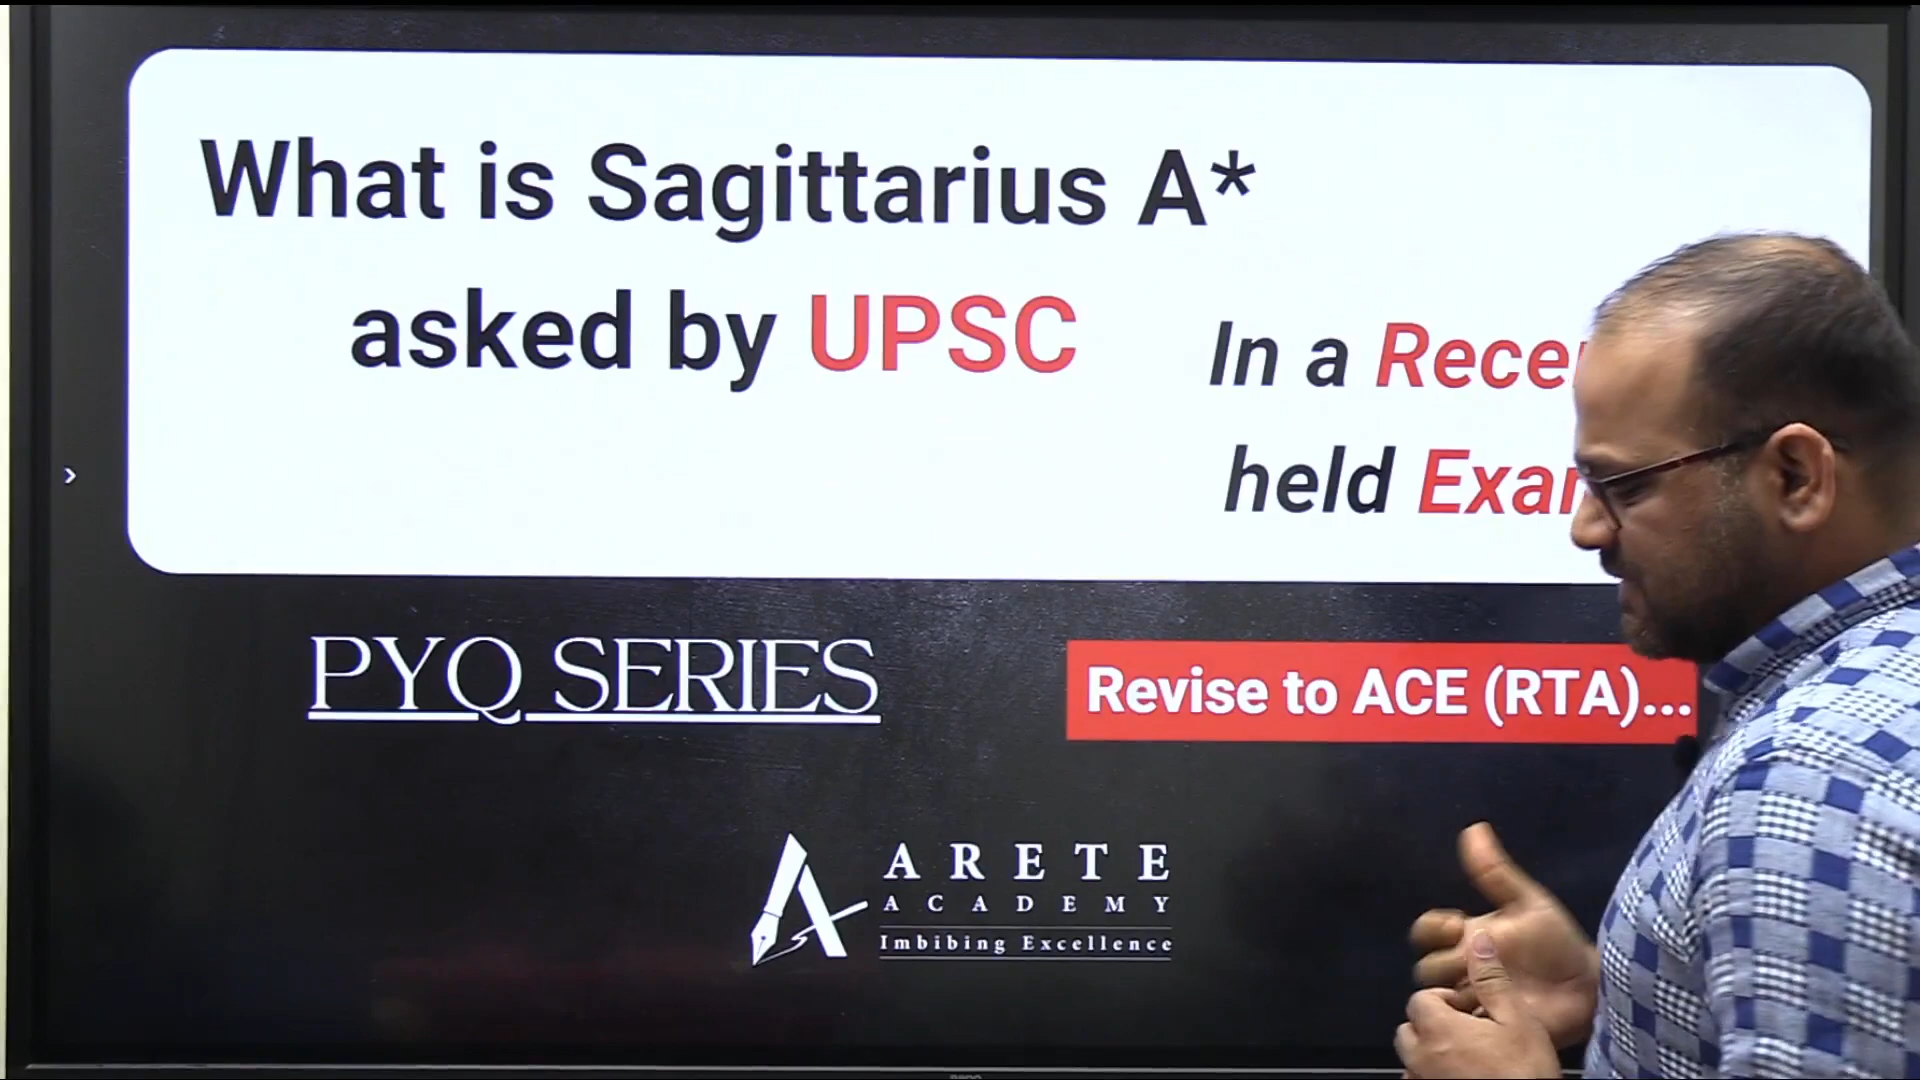 What is Sagittarius A*
asked by UPSC
In a
held
PYQ SERIES
Revise to ACE (RTA)...
ARETE
ACADEMY
Imbibing Excellence